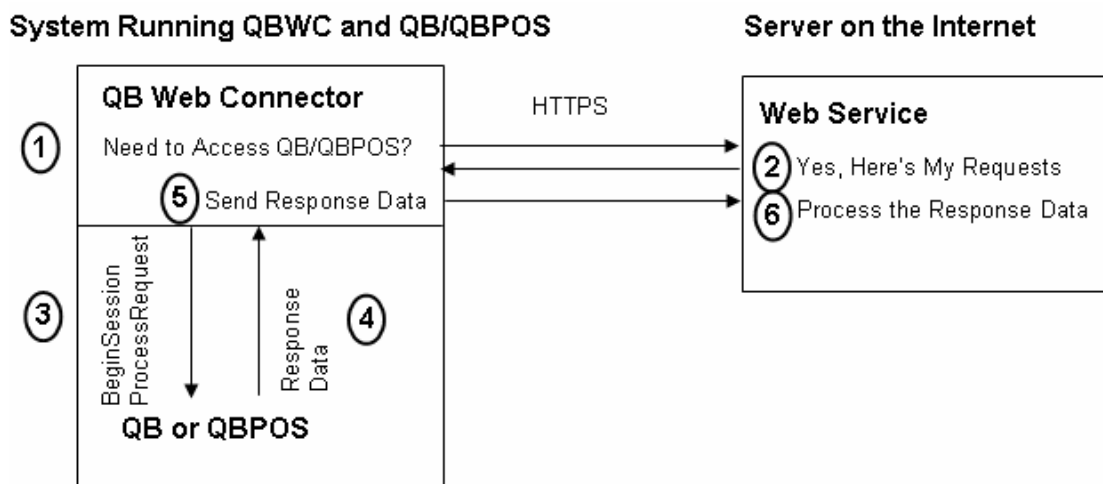 System Running QBWC and QB/QBPOS
Server on the Internet
QB Web Connector
HTTPS
Web Service
1
Need to Access QB/QBPOS?
2
Yes, Here's My Requests
5
Send Response Data
6
Process the Response Data
3
BeginSession
ProcessRequest
Response
Data
4
QB or QBPOS